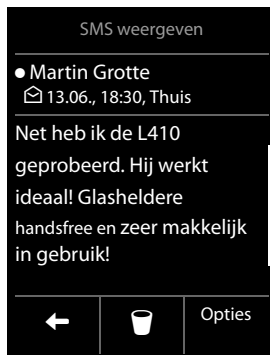 SMS weergeven
Martin Grotte
13.06., 18:30, Thuis
Net heb ik de L410
geprobeerd. Hij werkt
ideaal! Glasheldere
handsfree en zeer makkelijk
in gebruik!
Opties